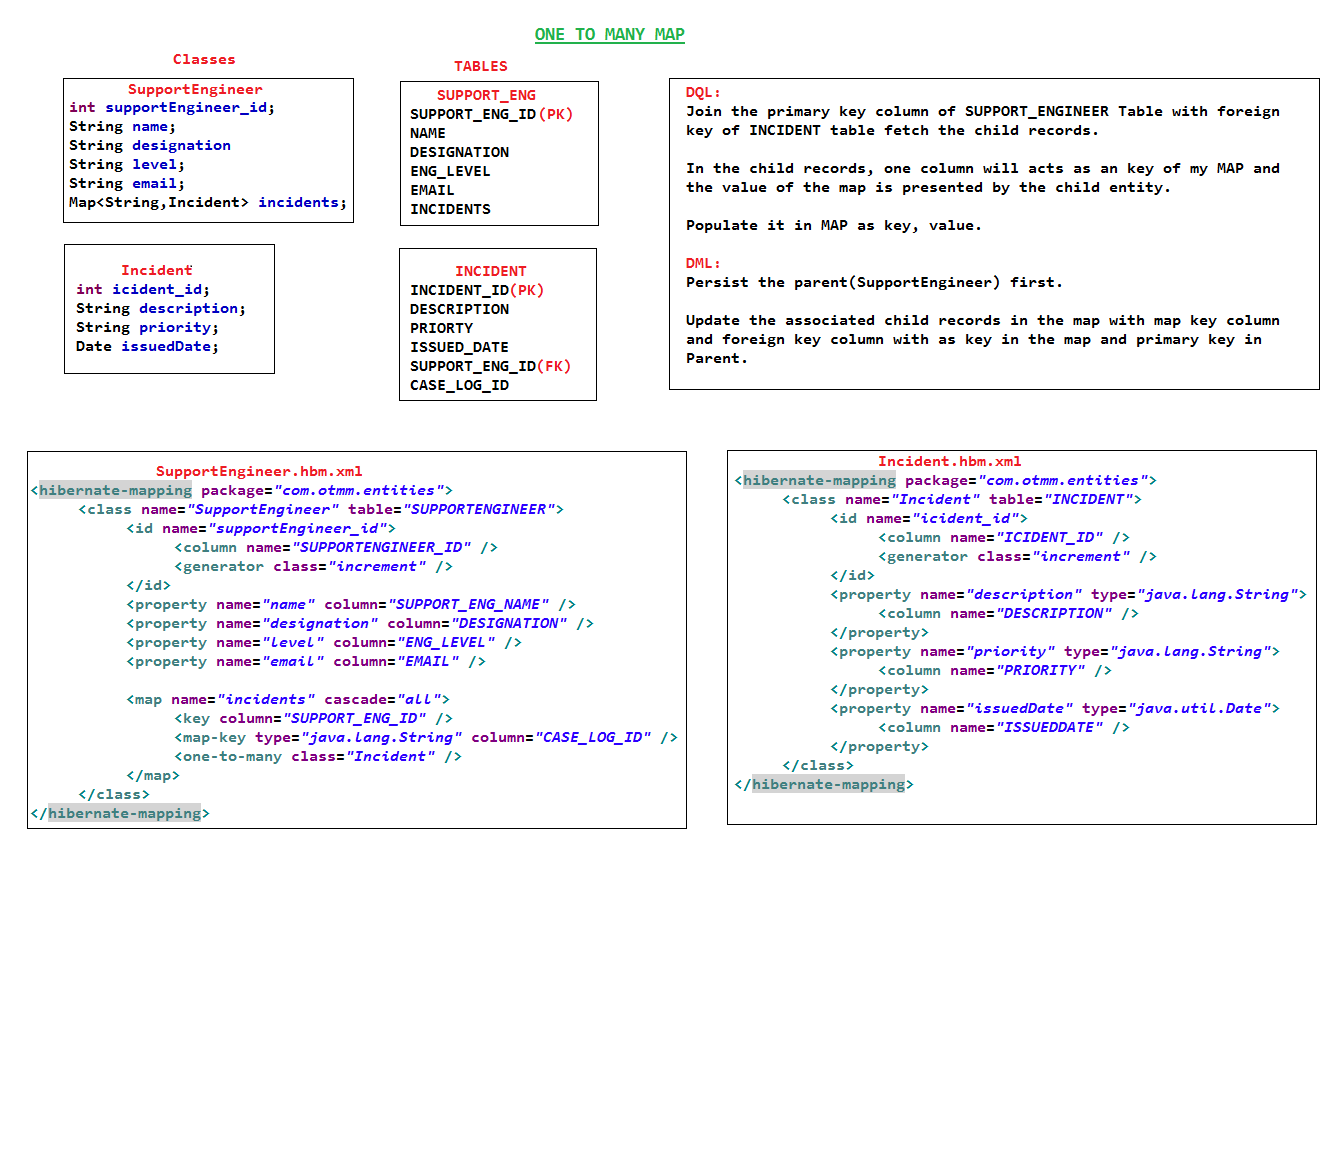 ONE TO MANY MAP
Classes
SupportEngineer
int supportEngineer_id;
String name;
String designation
String level;
String email;
Map<String,Incident> incidents;
Incident
int icident_id;
String description;
String priority;
Date issuedDate;
TABLES
SUPPORT_ENG
SUPPORT_ENG_ID(PK)
NAME
DESIGNATION
ENG_LEVEL
EMAIL
INCIDENTS
INCIDENT
INCIDENT_ID(PK)
DESCRIPTION
PRIORTY
ISSUED_DATE
SUPPORT_ENG_ID(FK)
CASE_LOG_ID
DQL:
Join the primary key column of SUPPORT_ENGINEER Table with foreign
key of INCIDENT table fetch the child records.
In the child records, one column will acts as an key of my MAP and
the value of the map is presented by the child entity.
Populate it in MAP as key, value.
DML:
Persist the parent(SupportEngineer) first.
Update the associated child records in the map with map key column
and foreign key column with as key in the map and primary key in
Parent.
SupportEngineer.hbm.xml
<hibernate-mapping package="com.otmm.entities">
<class name="SupportEngineer" table="SUPPORTENGINEER">
<id name="supportEngineer_id">
<column name="SUPPORTENGINEER_ID" />
<generator class="increment" />
</id>
<property name="name" column="SUPPORT_ENG_NAME" />
<property name="designation" column="DESIGNATION" />
<property name="level" column="ENG_LEVEL" />
<property name="email" column="EMAIL" />
<map name="incidents" cascade="all">
<key column="SUPPORT_ENG_ID" />
<map-key type="java.lang.String" column="CASE_LOG_ID" />
<one-to-many class="Incident" />
</map>
</class>
</hibernate-mapping>
Incident.hbm.xml
<hibernate-mapping package="com.otmm.entities">
<class name="Incident" table="INCIDENT">
<id name="icident_id">
<column name="ICIDENT_ID" />
<generator class="increment" />
</id>
<property name="description" type="java.lang.String">
<column name="DESCRIPTION" />
</property>
<property name="priority" type="java.lang.String">
<column name="PRIORITY" />
</property>
<property name="issuedDate" type="java.util.Date">
<column name="ISSUEDDATE" />
</property>
</class>
</hibernate-mapping>